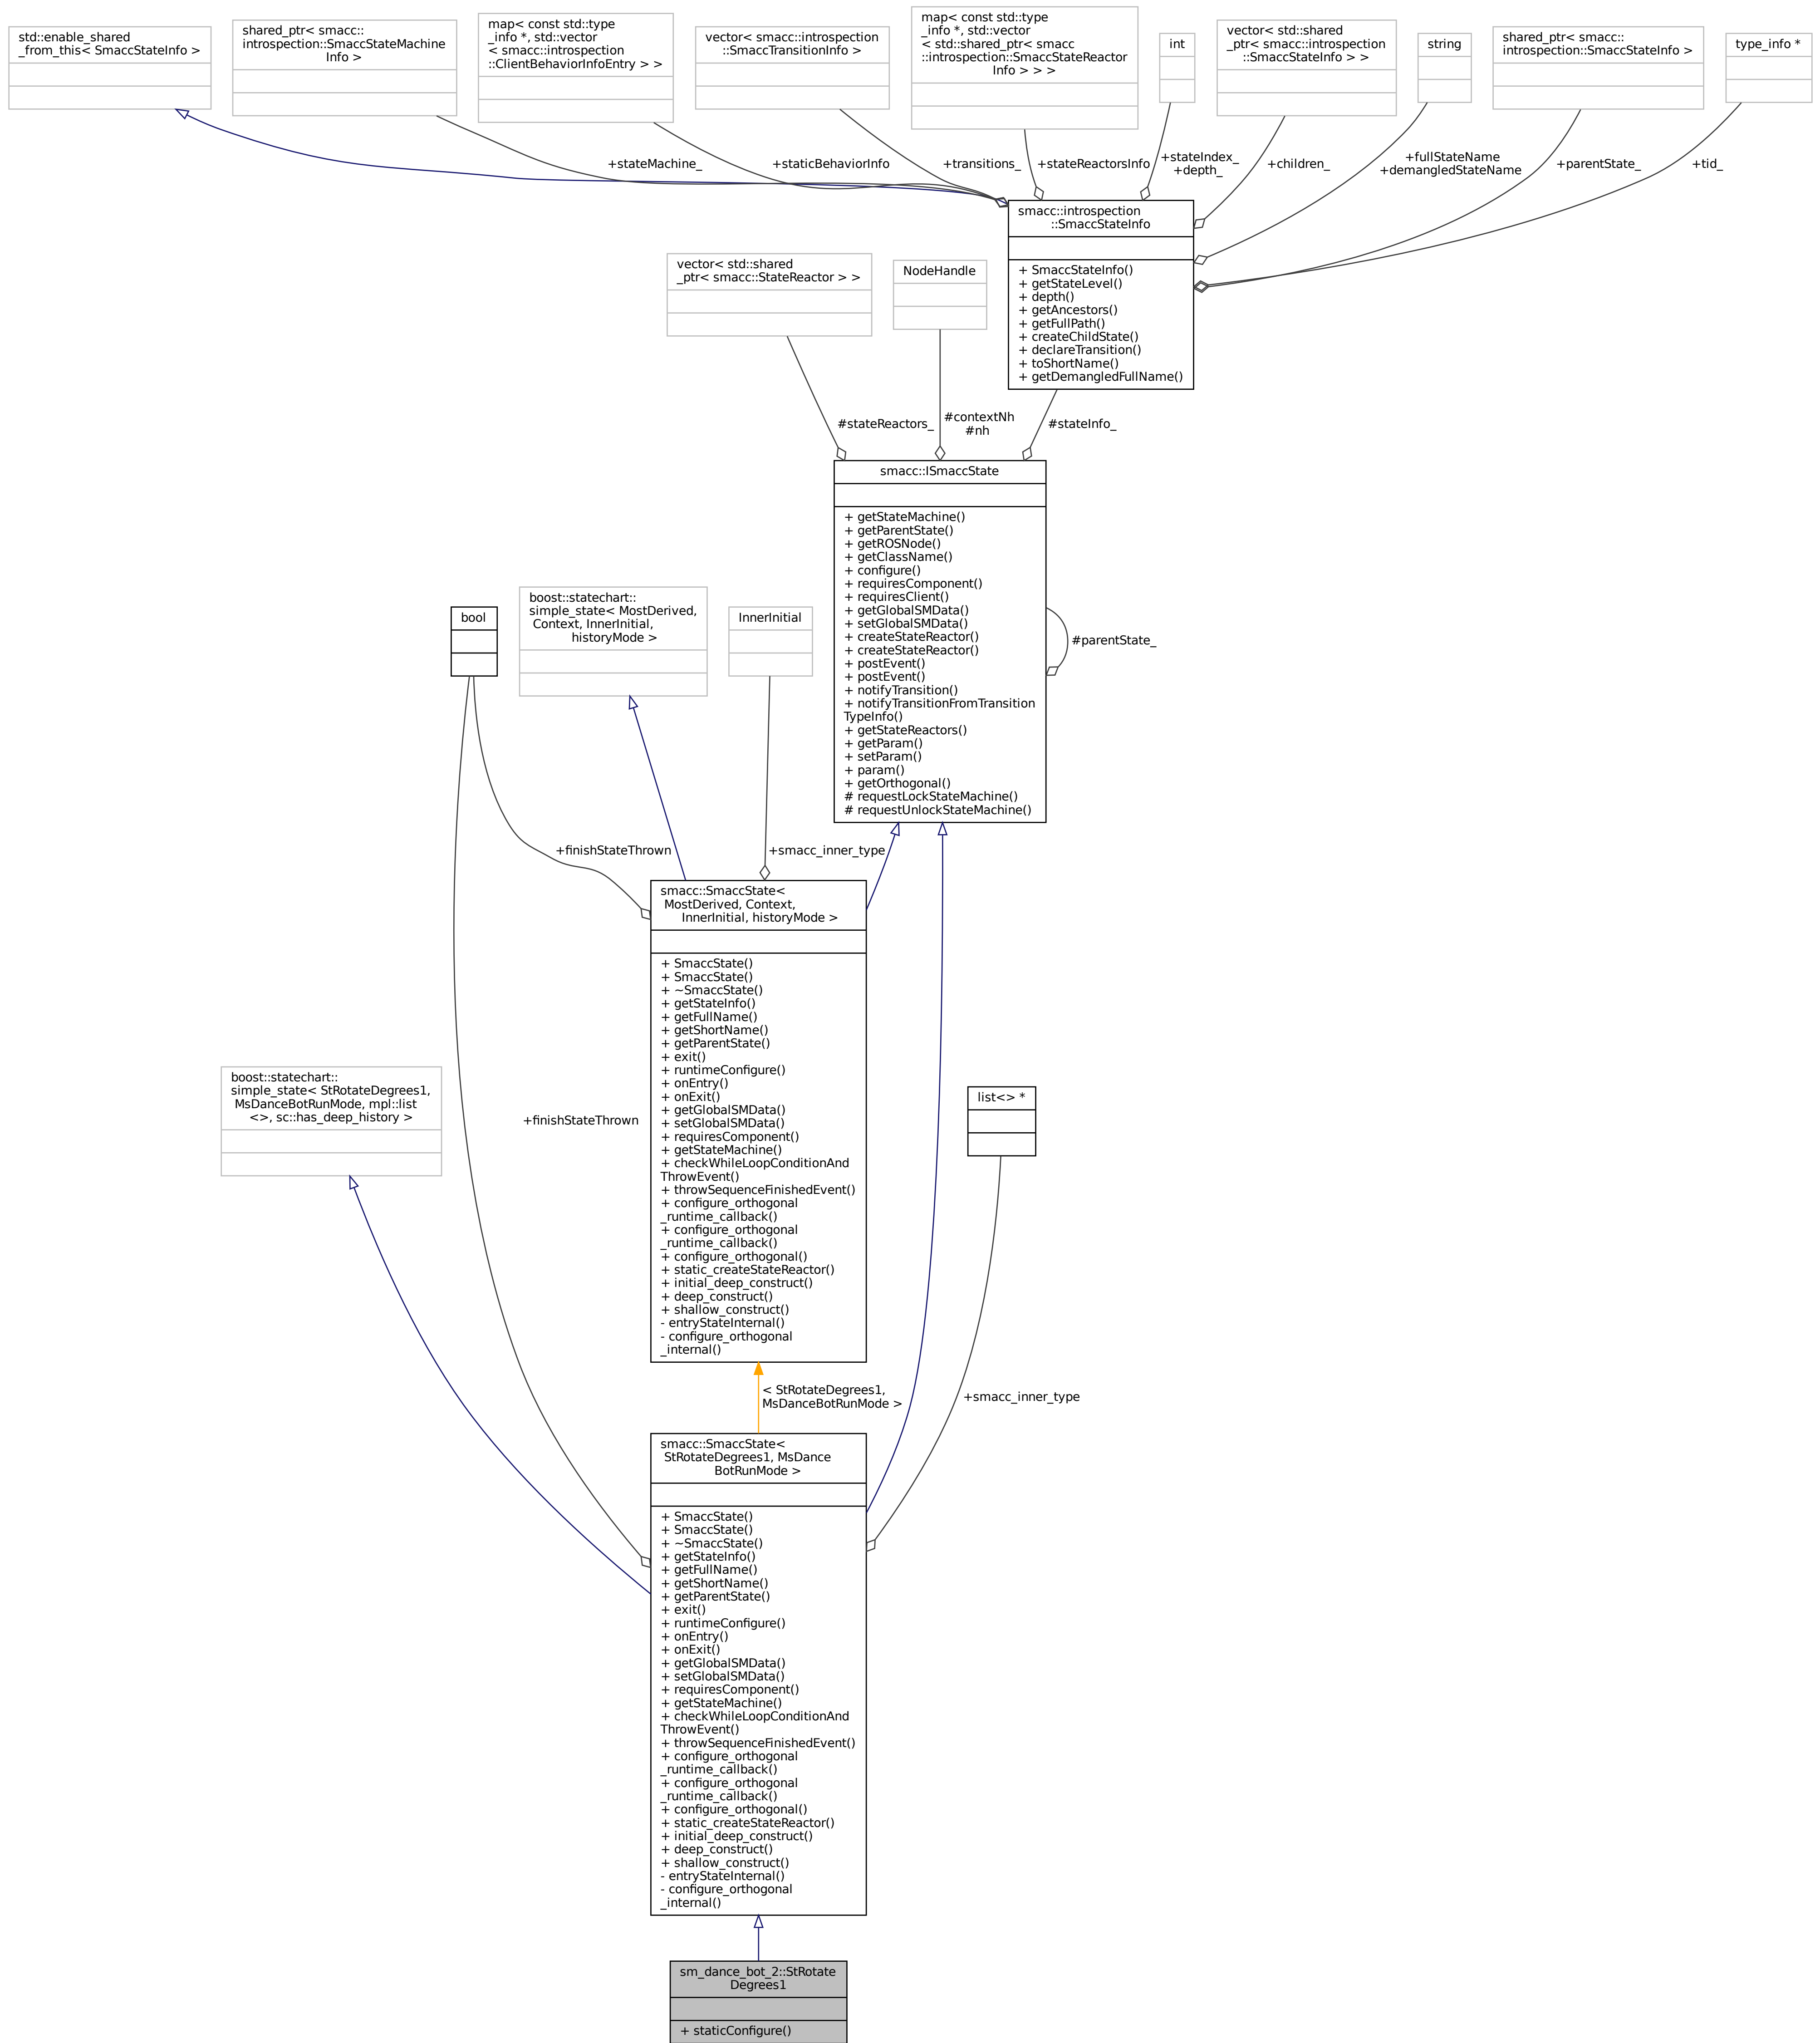 std::enable_shared
_from_this< SmaccStateInfo >
shared_ptr< smacc::
introspection::SmaccStateMachine
Info >
map< const std::type
_info *, std::vector
< smacc::introspection
::ClientBehaviorInfoEntry > >
vector< smacc::introspection
::SmaccTransitionInfo >
map< const std::type
_info *, std::vector
< std::shared_ptr< smacc
::introspection::SmaccStateReactor
Info > > >
int
vector< std::shared
_ptr< smacc::introspection
::SmaccStateInfo > >
string
shared_ptr< smacc::
introspection::SmaccStateInfo >
type_info *
+stateMachine_
+staticBehaviorInfo
+transitions_
+stateReactorsInfo
+stateIndex_
+depth_
+children_
+fullStateName
+demangledStateName
+parentState_
+tid_
smacc::introspection
::SmaccStateInfo
+ SmaccStateInfo()
+ getStateLevel()
+ depth()
+ getAncestors()
+ getFullPath()
+ createChildState()
+ declareTransition()
+ toShortName()
+ getDemangledFullName()
vector< std::shared
_ptr< smacc::StateReactor > >
NodeHandle
#stateReactors_
#contextNh
#nh
#stateInfo_
smacc::ISmaccState
+ getStateMachine()
+ getParentState()
+ getROSNode()
+ getClassName()
+ configure()
+ requiresComponent()
+ requiresClient()
+ getGlobalSMData()
+ setGlobalSMData()
+ createStateReactor()
+ createStateReactor()
+ postEvent()
+ postEvent()
+ notifyTransition()
+ notifyTransitionFromTransition
TypeInfo()
+ getStateReactors()
+ getParam()
+ setParam()
+ param()
+ getOrthogonal()
# requestLockStateMachine()
# requestUnlockStateMachine()
#parentState_
bool
boost::statechart::
simple_state< MostDerived,
Context, InnerInitial,
historyMode >
InnerInitial
+finishStateThrown
+smacc_inner_type
smacc::SmaccState<
MostDerived, Context,
InnerInitial, historyMode >
+ SmaccState()
+ SmaccState()
+ ~SmaccState()
+ getStateInfo()
+ getFullName()
+ getShortName()
+ getParentState()
+ exit()
+ runtimeConfigure()
+ onEntry()
+ onExit()
+ getGlobalSMData()
+ setGlobalSMData()
+ requiresComponent()
+ getStateMachine()
+ checkWhileLoopConditionAnd
ThrowEvent()
+ throwSequenceFinishedEvent()
+ configure_orthogonal
_runtime_callback()
+ configure_orthogonal
_runtime_callback()
+ configure_orthogonal()
+ static_createStateReactor()
+ initial_deep_construct()
+ deep_construct()
+ shallow_construct()
- entryStateInternal()
- configure_orthogonal
_internal()
boost::statechart::
simple_state< StRotateDegrees1,
MsDanceBotRunMode, mpl::list
<>, sc::has_deep_history >
+finishStateThrown
list<> *
< StRotateDegrees1,
MsDanceBotRunMode >
+smacc_inner_type
smacc::SmaccState<
StRotateDegrees1, MsDance
BotRunMode >
+ SmaccState()
+ SmaccState()
+ ~SmaccState()
+ getStateInfo()
+ getFullName()
+ getShortName()
+ getParentState()
+ exit()
+ runtimeConfigure()
+ onEntry()
+ onExit()
+ getGlobalSMData()
+ setGlobalSMData()
+ requiresComponent()
+ getStateMachine()
+ checkWhileLoopConditionAnd
ThrowEvent()
+ throwSequenceFinishedEvent()
+ configure_orthogonal
_runtime_callback()
+ configure_orthogonal
_runtime_callback()
+ configure_orthogonal()
+ static_createStateReactor()
+ initial_deep_construct()
+ deep_construct()
+ shallow_construct()
- entryStateInternal()
- configure_orthogonal
_internal()
sm_dance_bot_2::StRotate
Degrees1
+ staticConfigure()